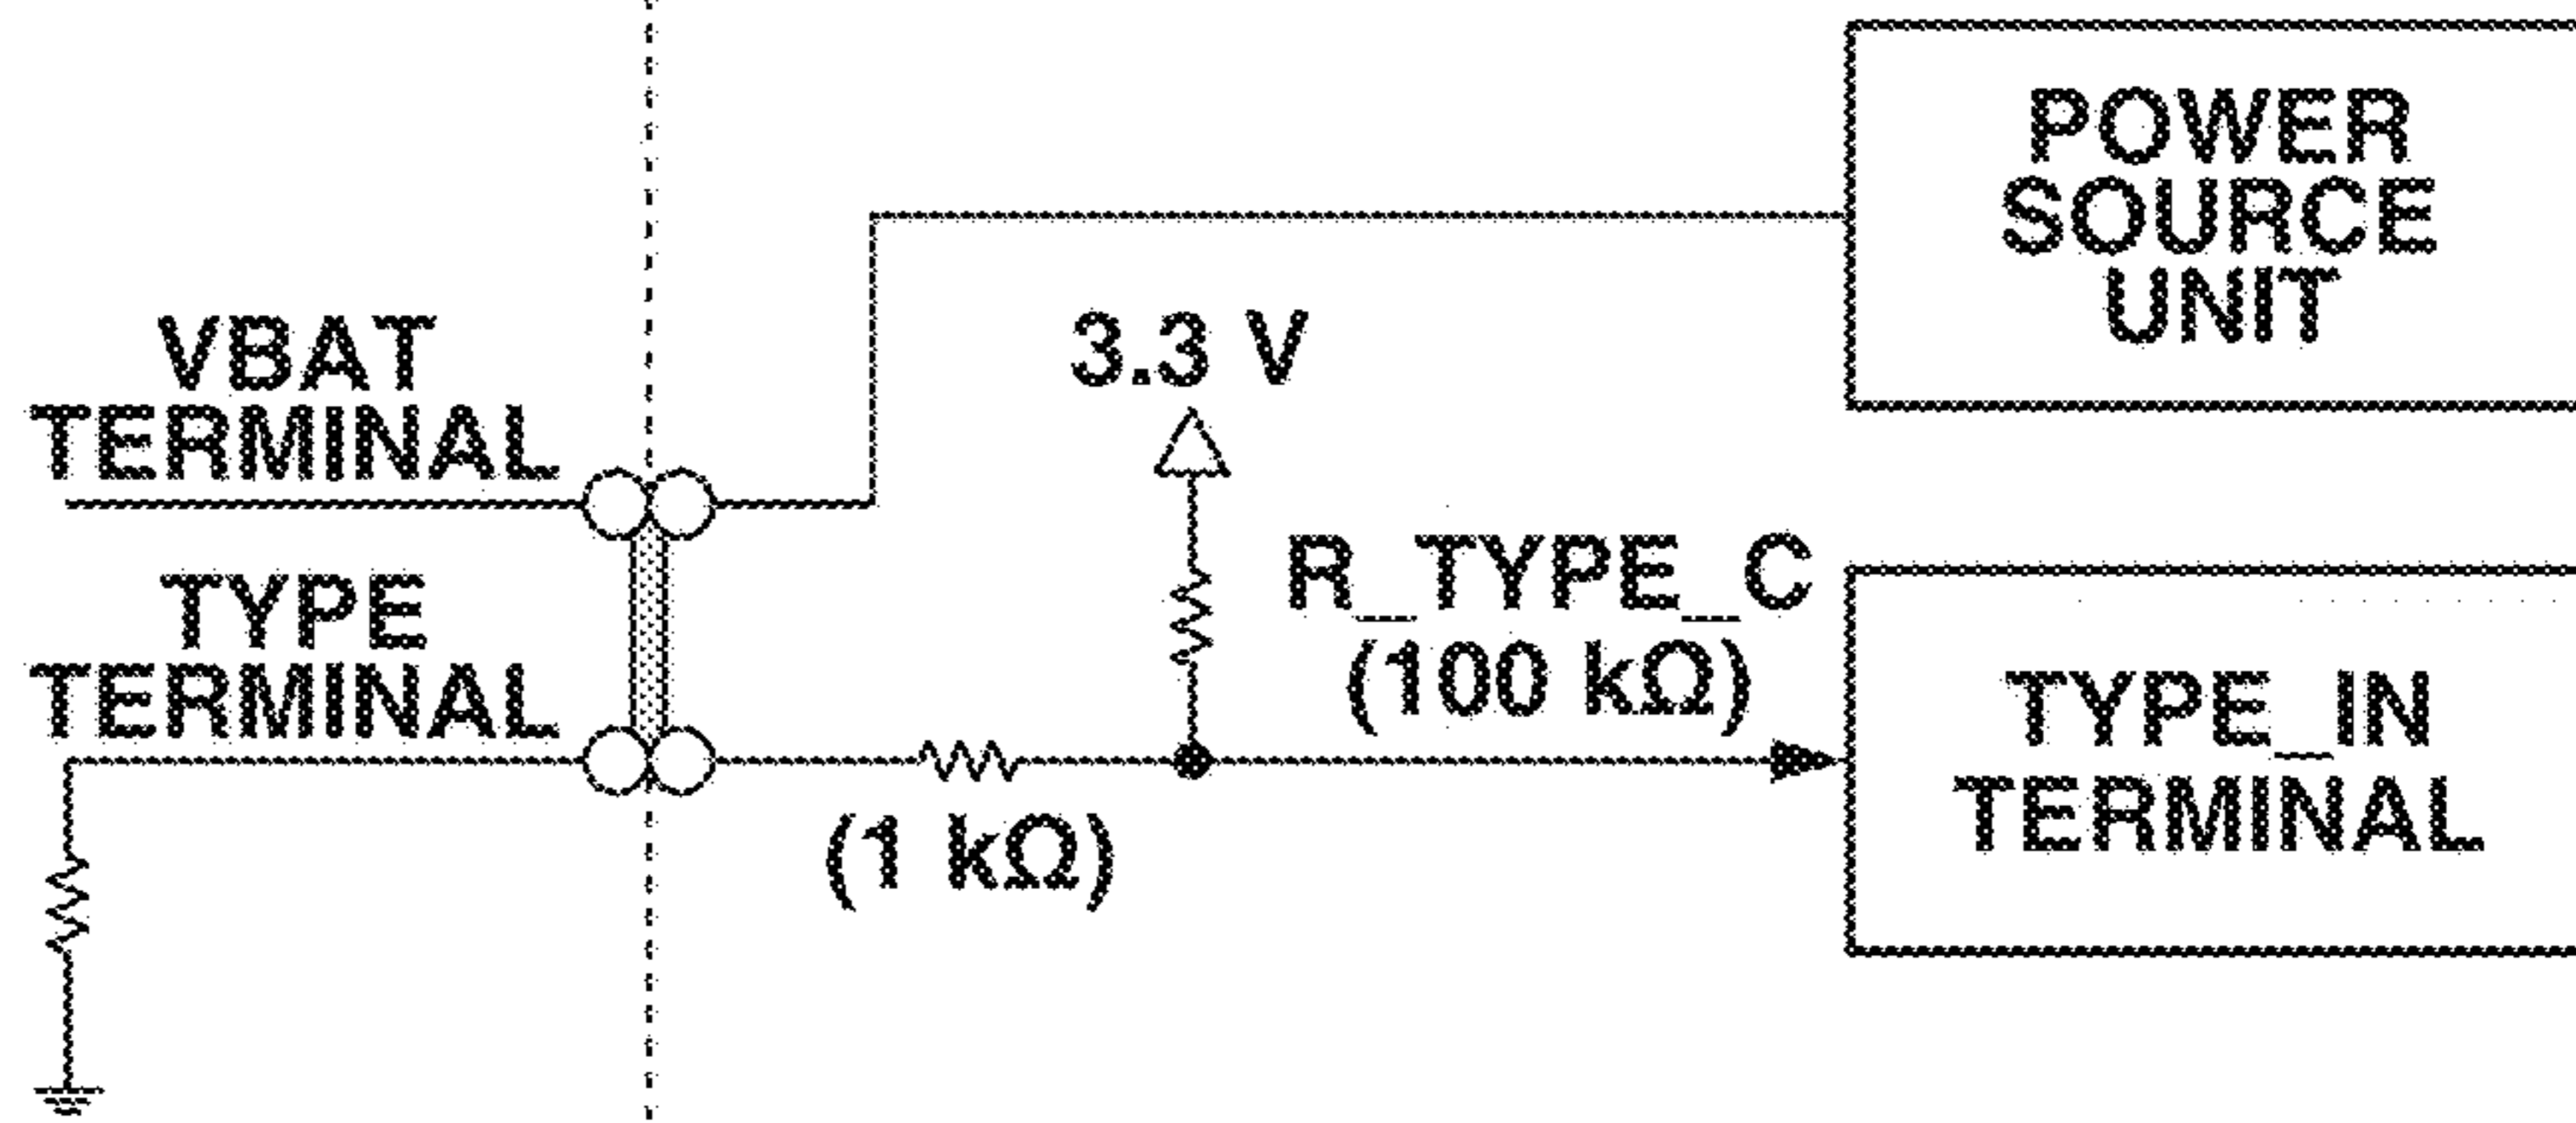 POWER
SOURCE
UNIT
VBAT
TERMINAL
3.3 V
TYPE
TERMINAL
R_TYPE_C
(100 kΩ)
(1 kΩ)
TYPE_IN
TERMINAL